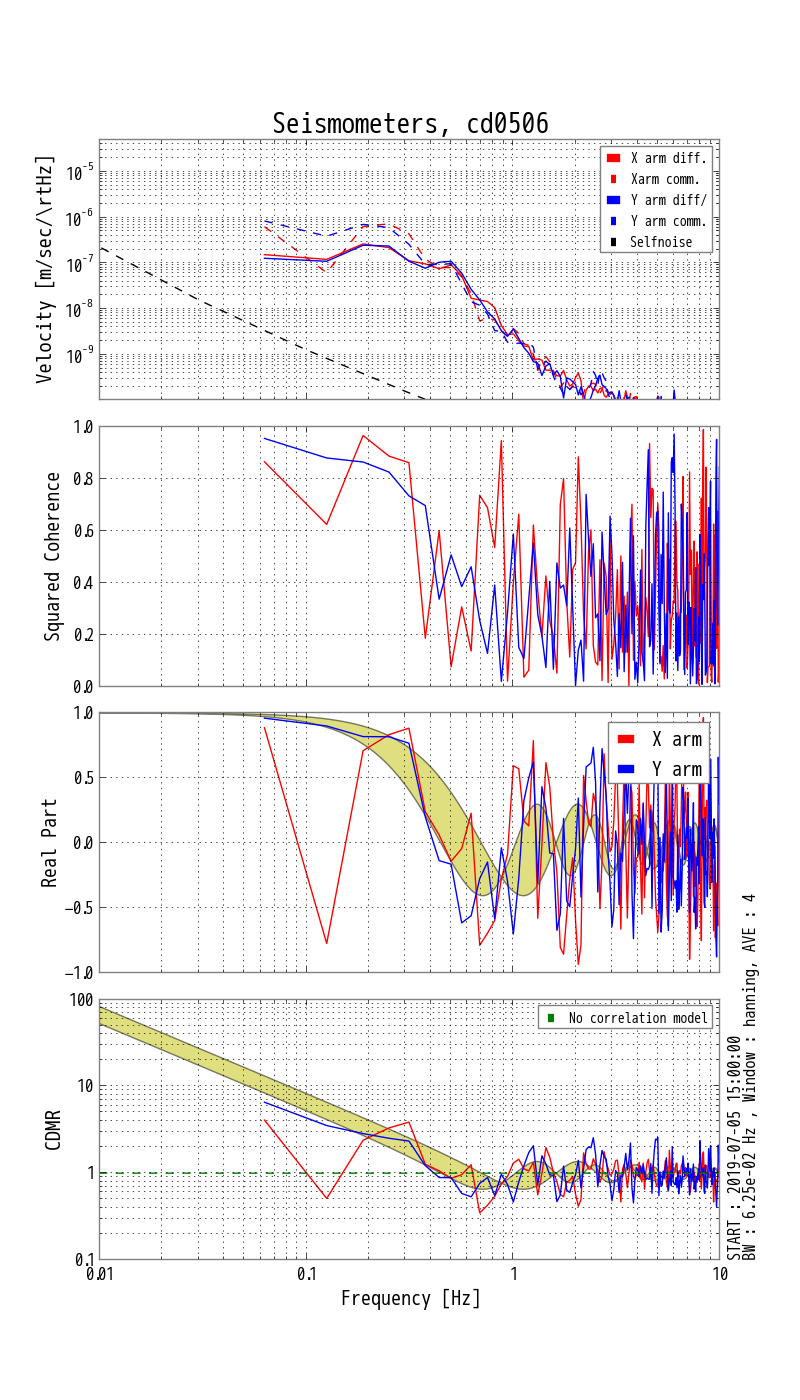 Seismometers, cd0506
Velocity [m/sec/\rtHz]
10^-5
10^-6
10^-7
10^-8
10^-9
X arm diff.
Xarm comm.
Y arm diff/
Y arm comm.
Selfnoise
Squared Coherence
1.0
0.8
0.6
0.4
0.2
0.0
Real Part
1.0
0.5
0.0
−0.5
−1.0
X arm
Y arm
CDMR
100
10
1
0.1
No correlation model
0.01
0.1
1
10
Frequency [Hz]
START : 2019-07-05 15:00:00
BW : 6.25e-02 Hz , Window : hanning, AVE : 4